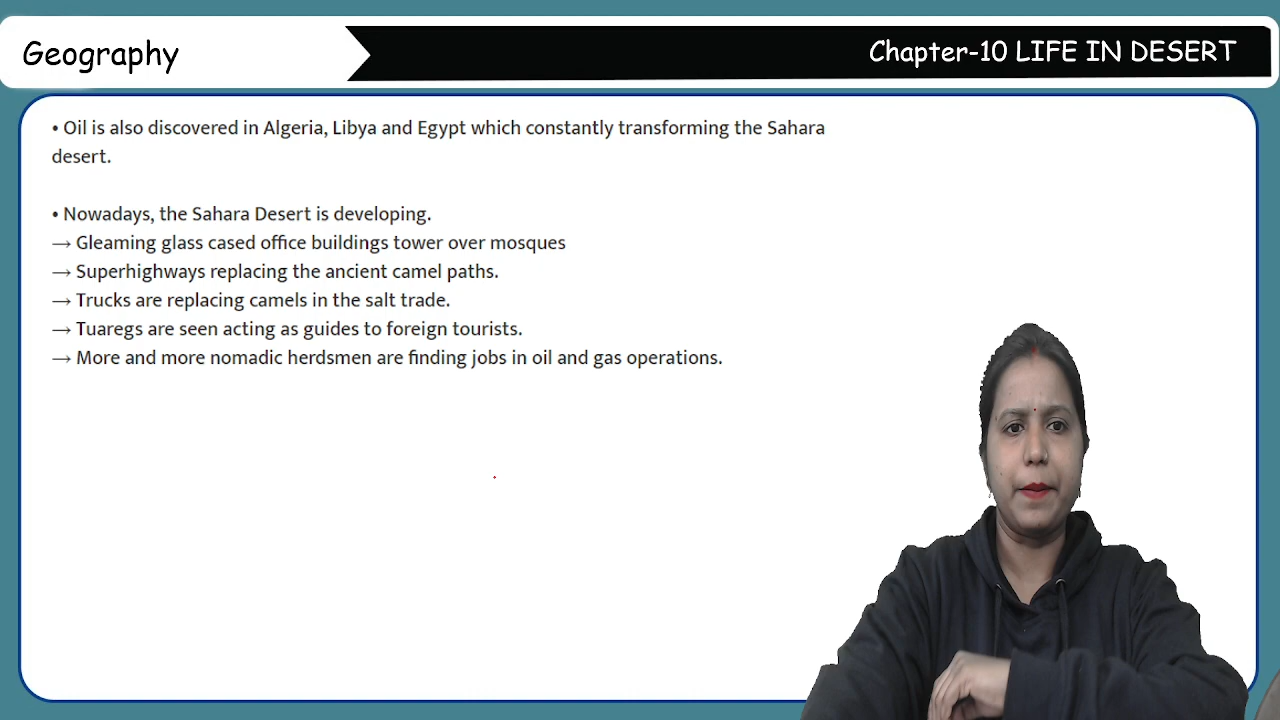 Geography
Chapter-10 LIFE IN DESERT
• Oil is also discovered in Algeria, Libya and Egypt which constantly transforming the Sahara
desert.
• Nowadays, the Sahara Desert is developing.
→ Gleaming glass cased office buildings tower over mosques
→ Superhighways replacing the ancient camel paths.
→ Trucks are replacing camels in the salt trade.
→ Tuaregs are seen acting as guides to foreign tourists.
→ More and more nomadic herdsmen are finding jobs in oil and gas operations.